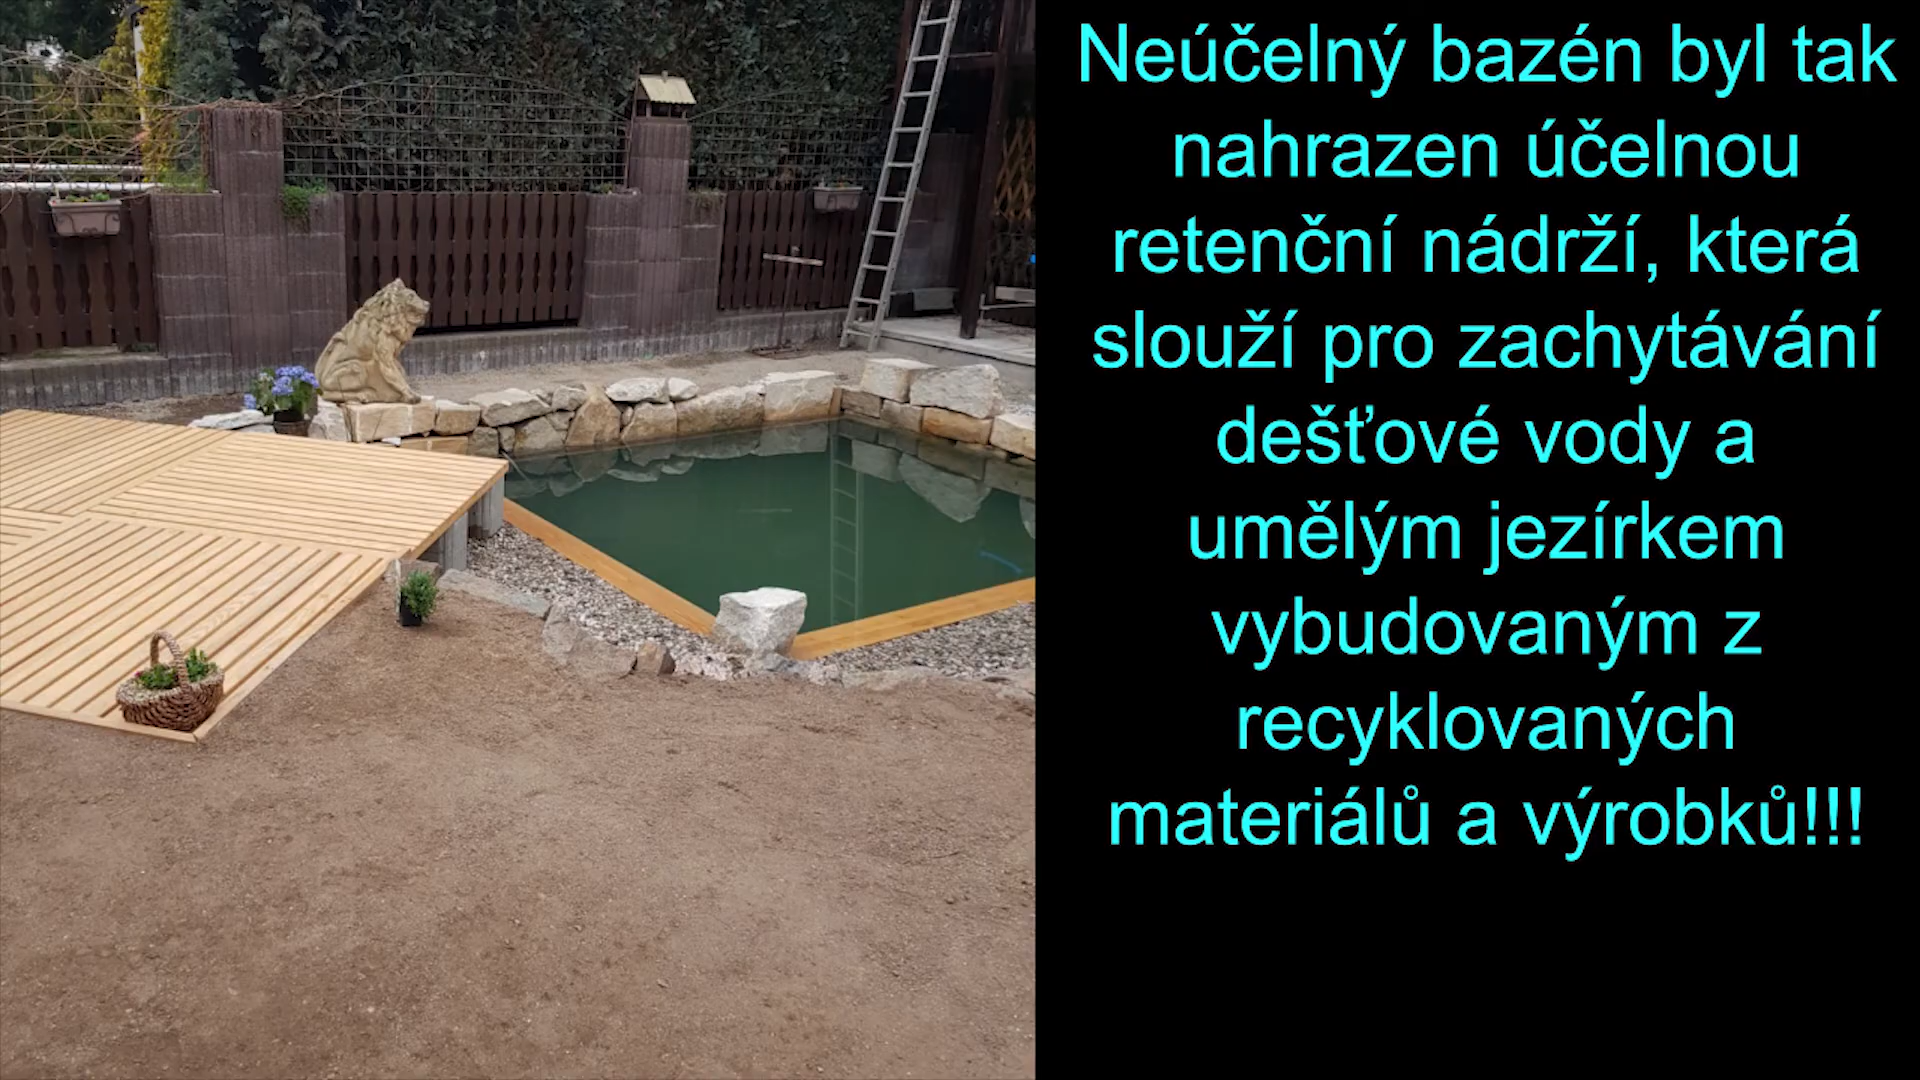 Neúčelný bazén byl tak
nahrazen účelnou
retenční nádrží, která
slouží pro zachytávání
dešťové vody a
umělým jezírkem
vybudovaným z
recyklovaných
materiálů a výrobků!!!